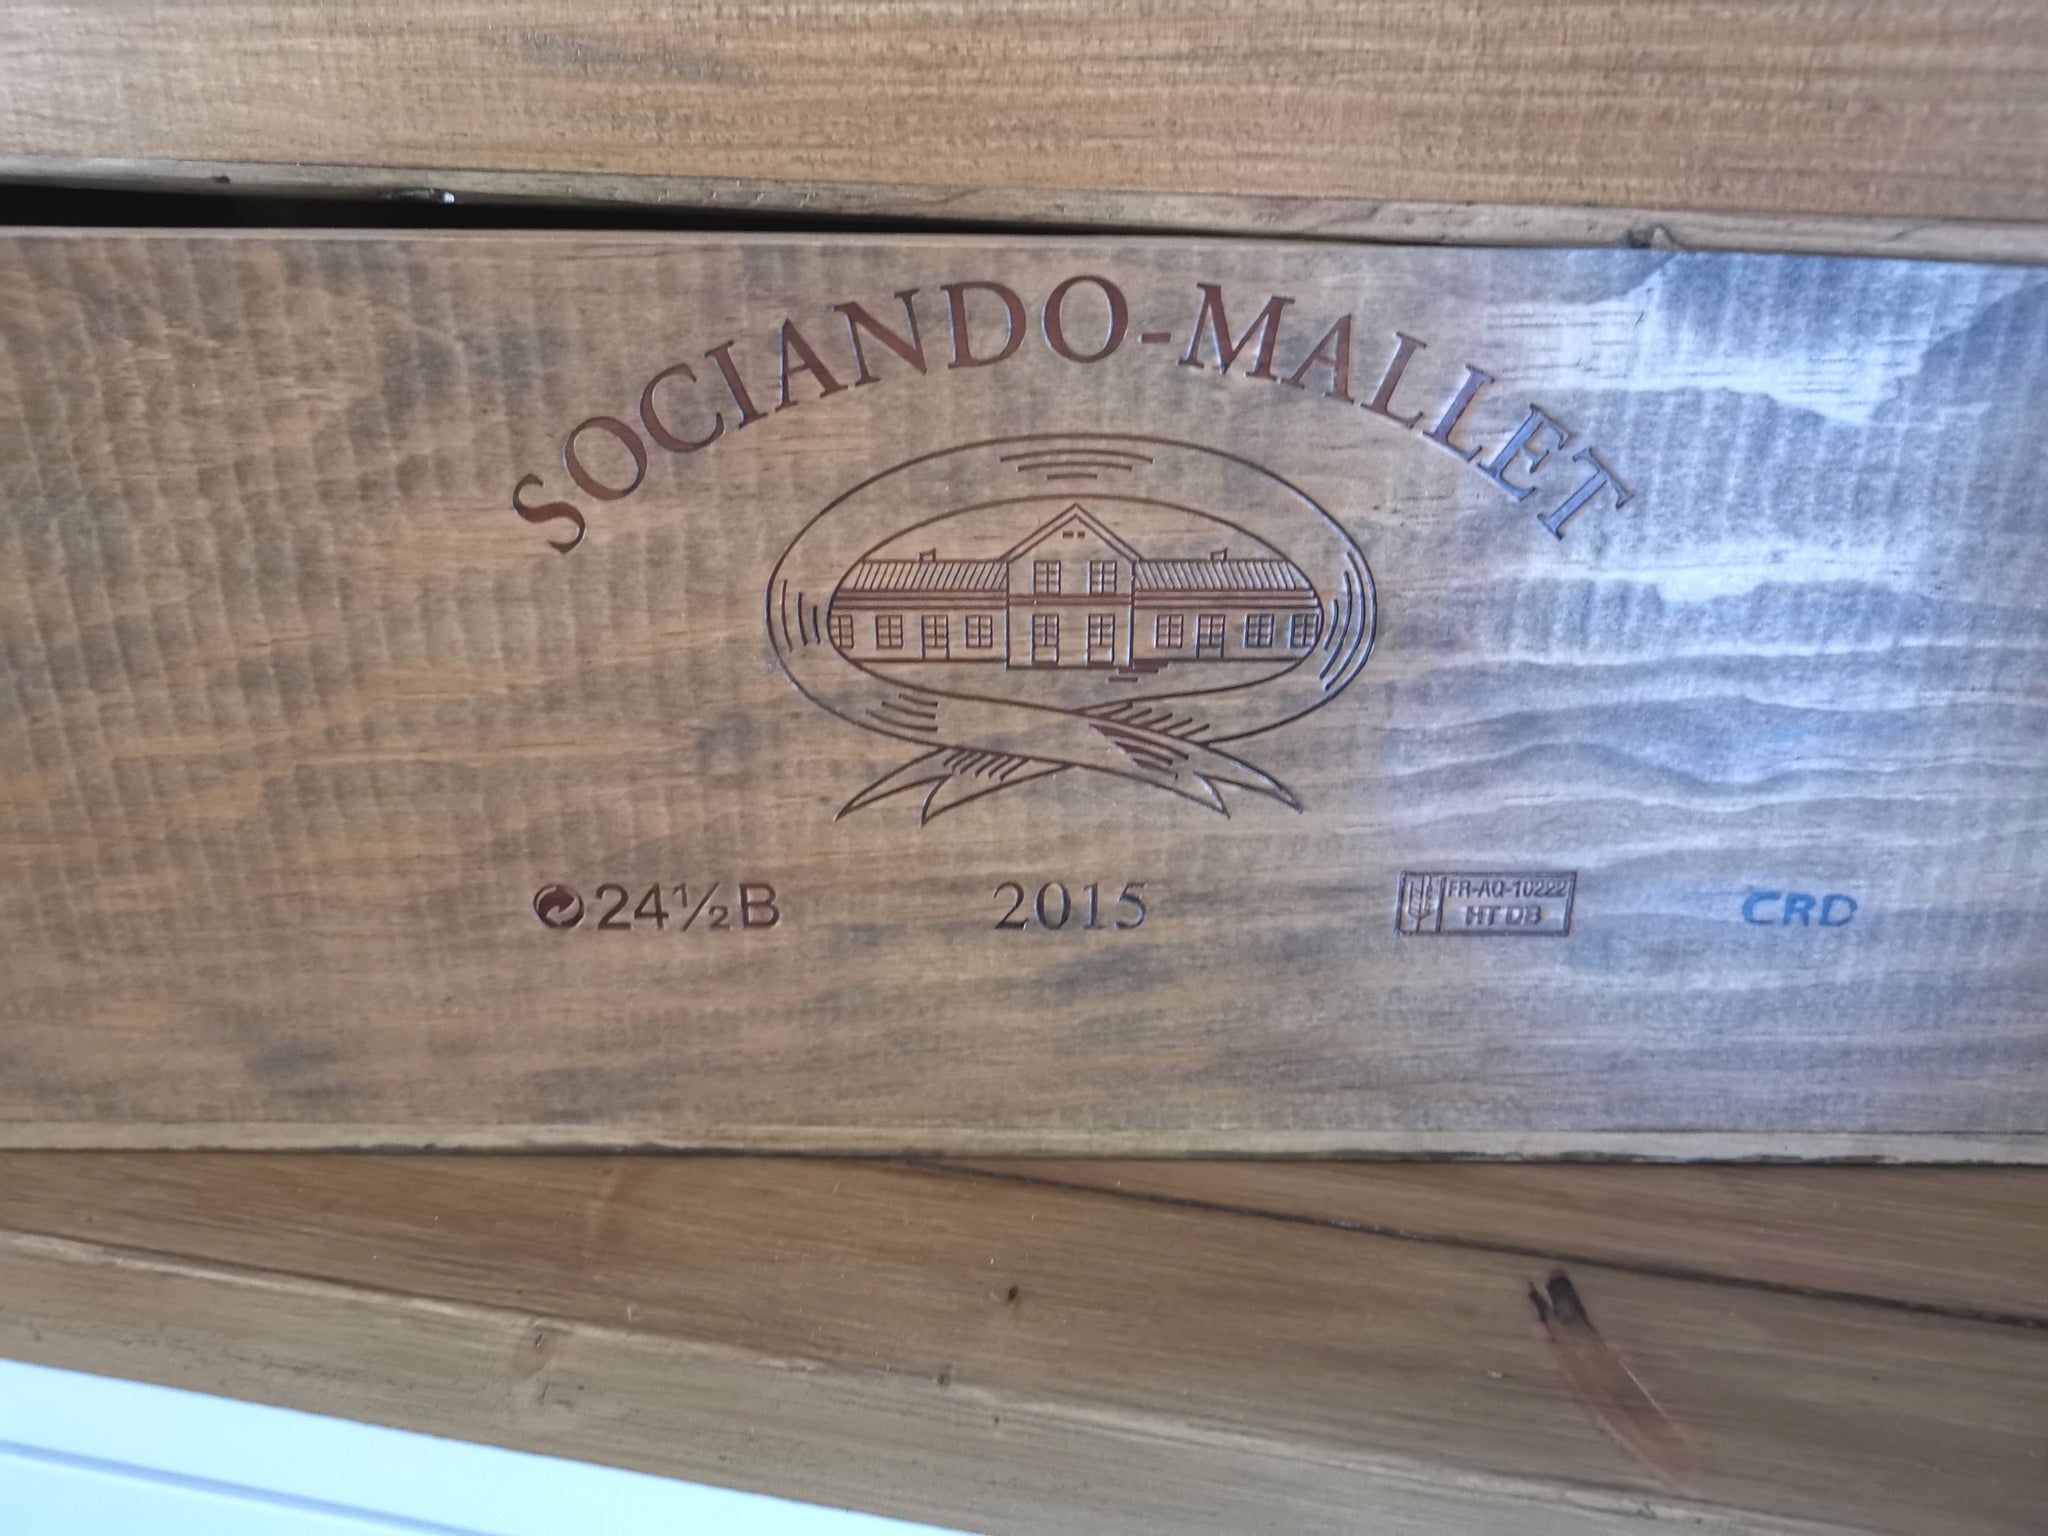 SOCIANDO-MALLET
24½B
2015
FR-AQ-10222
HT DB
CRD